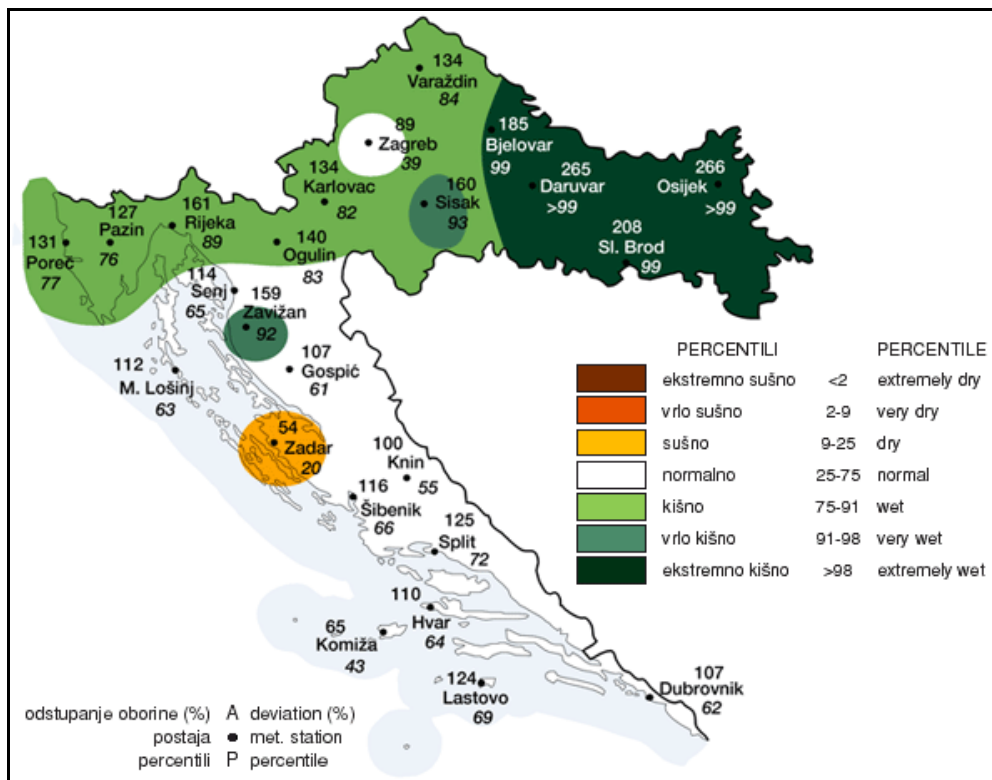 134
Varaždin
84
89
Zagreb
39
185
Bjelovar
99
134
Karlovac
82
160
Sisak
93
265
Daruvar
>99
266
Osijek
>99
208
Sl. Brod
99
161
Rijeka
89
127
Pazin
76
131
Poreč
77
140
Ogulin
83
114
Senj
65
159
Zavižan
92
107
Gospić
61
112
M. Lošinj
63
54
Zadar
20
100
Knin
55
116
Šibenik
66
125
Split
72
110
Hvar
64
65
Komiža
43
124
Lastovo
69
107
Dubrovnik
62
PERCENTILI PERCENTILE
ekstremno sušno <2 extremely dry
vrlo sušno 2-9 very dry
sušno 9-25 dry
normalno 25-75 normal
kišno 75-91 wet
vrlo kišno 91-98 very wet
ekstremno kišno >98 extremely wet
odstupanje oborine (%) A deviation (%)
postaja ● met. station
percentili P percentile